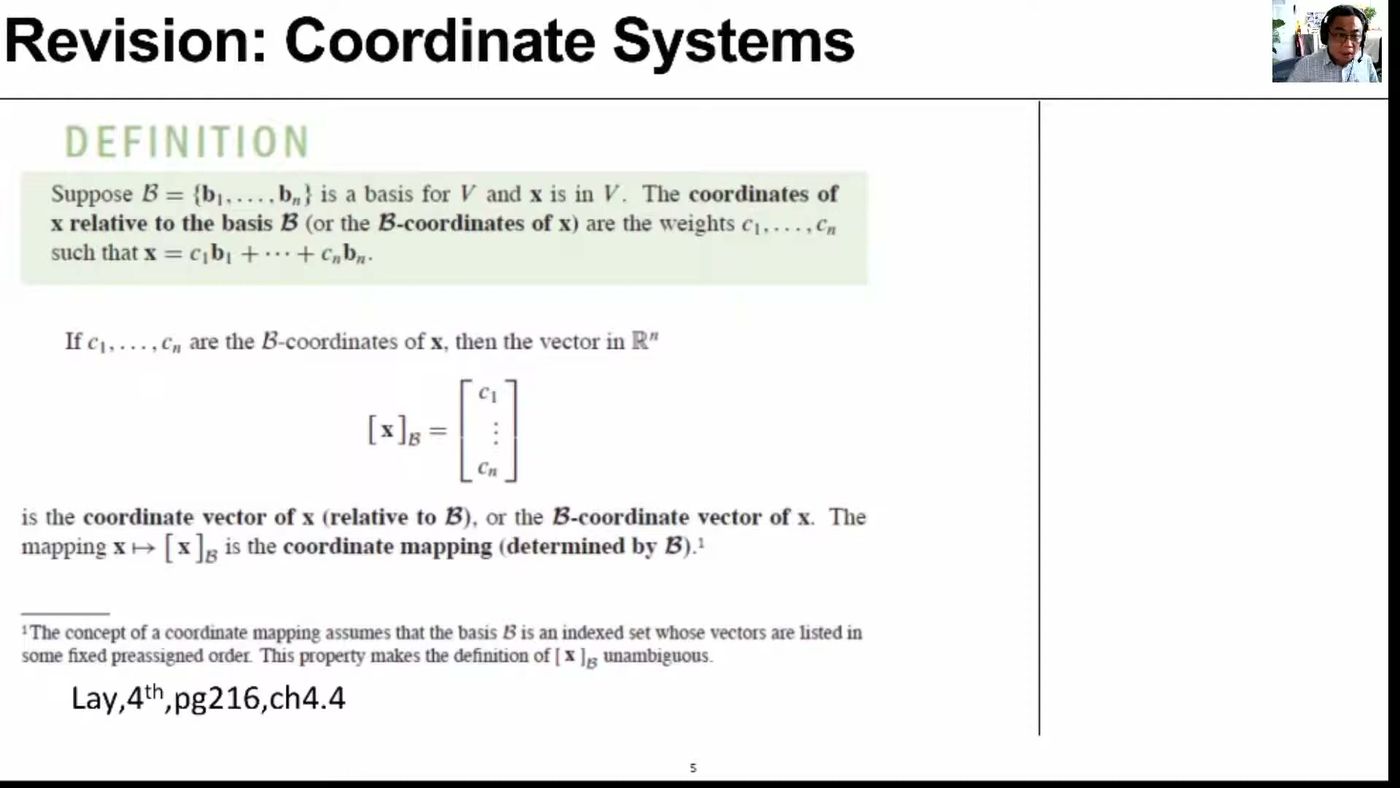 Revision: Coordinate Systems
DEFINITION
Suppose ℬ = {b₁,....,bₙ} is a basis for V and x is in V. The coordinates of
x relative to the basis ℬ (or the ℬ-coordinates of x) are the weights c₁,....,cₙ
such that x = c₁b₁ + ··· + cₙbₙ.
If c₁,....,cₙ are the ℬ-coordinates of x, then the vector in ℝⁿ
[x]ℬ = [c₁ ⋮ cₙ]
is the coordinate vector of x (relative to ℬ), or the ℬ-coordinate vector of x. The
mapping x ↦ [x]ℬ is the coordinate mapping (determined by ℬ).¹
¹The concept of a coordinate mapping assumes that the basis ℬ is an indexed set whose vectors are listed in
some fixed preassigned order. This property makes the definition of [x]ℬ unambiguous.
Lay,4ᵗʰ,pg216,ch4.4
5